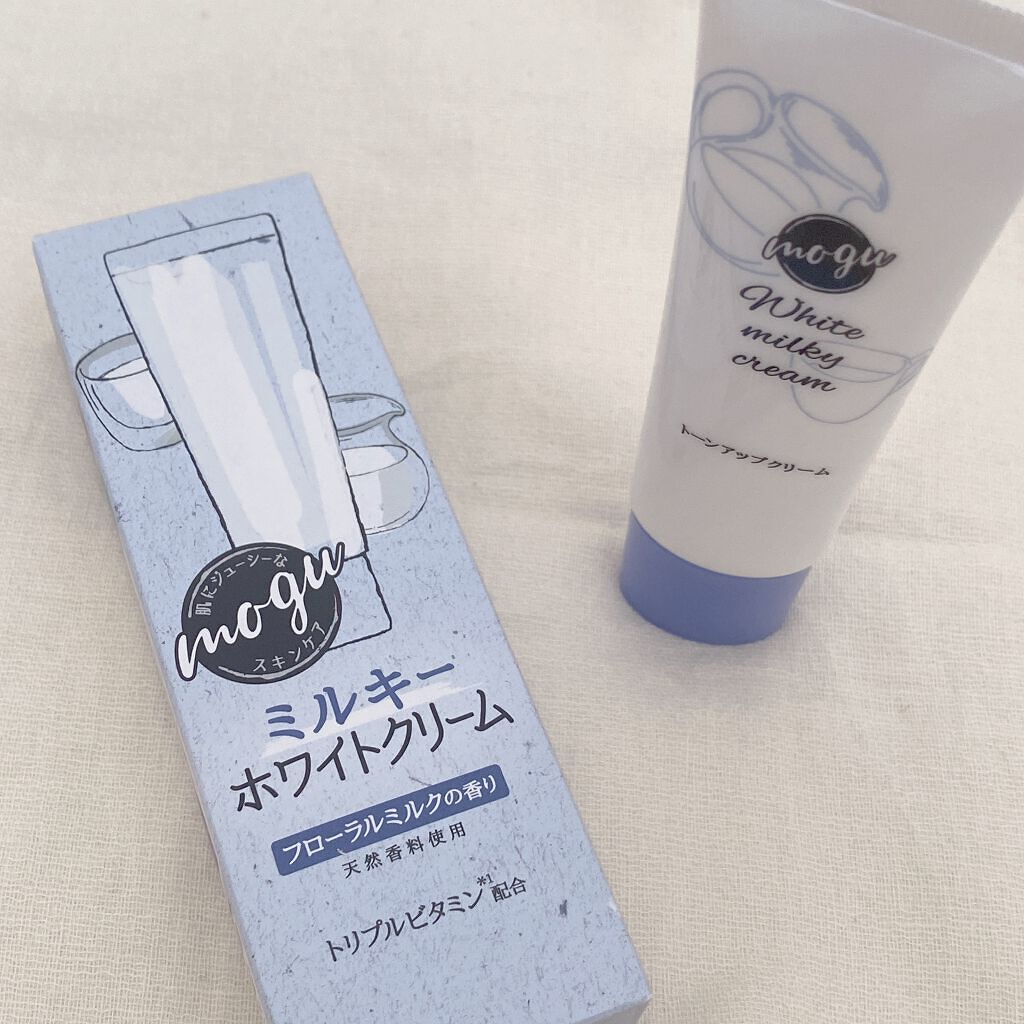 肌にジューシーな
mogu
スキンケア
ミルキー
ホワイトクリーム
フローラルミルクの香り
天然香料使用
トリプルビタミン*1配合
mogu
White
milky
cream
トーンアップクリーム